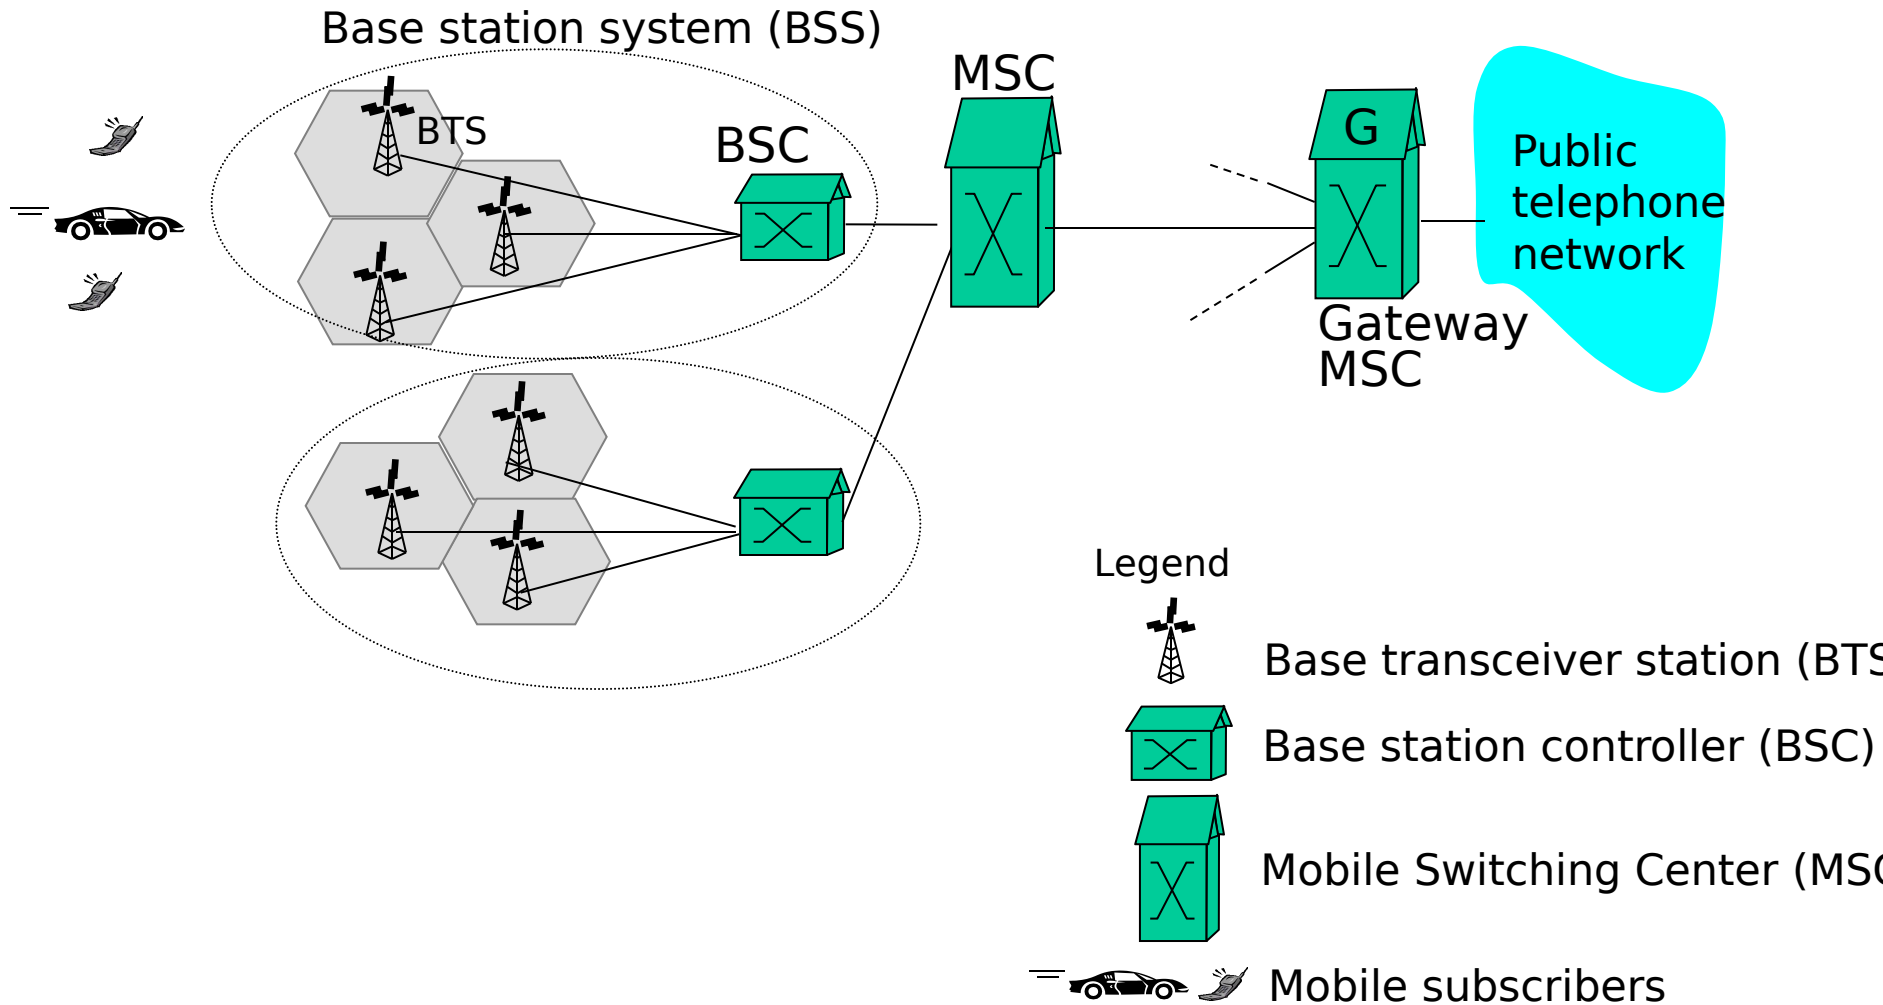 Base station system (BSS)
MSC
BTS
BSC
G
Public
telephone
network
Gateway
MSC
Legend
Base transceiver station (BTS
Base station controller (BSC)
Mobile Switching Center (MSC
Mobile subscribers